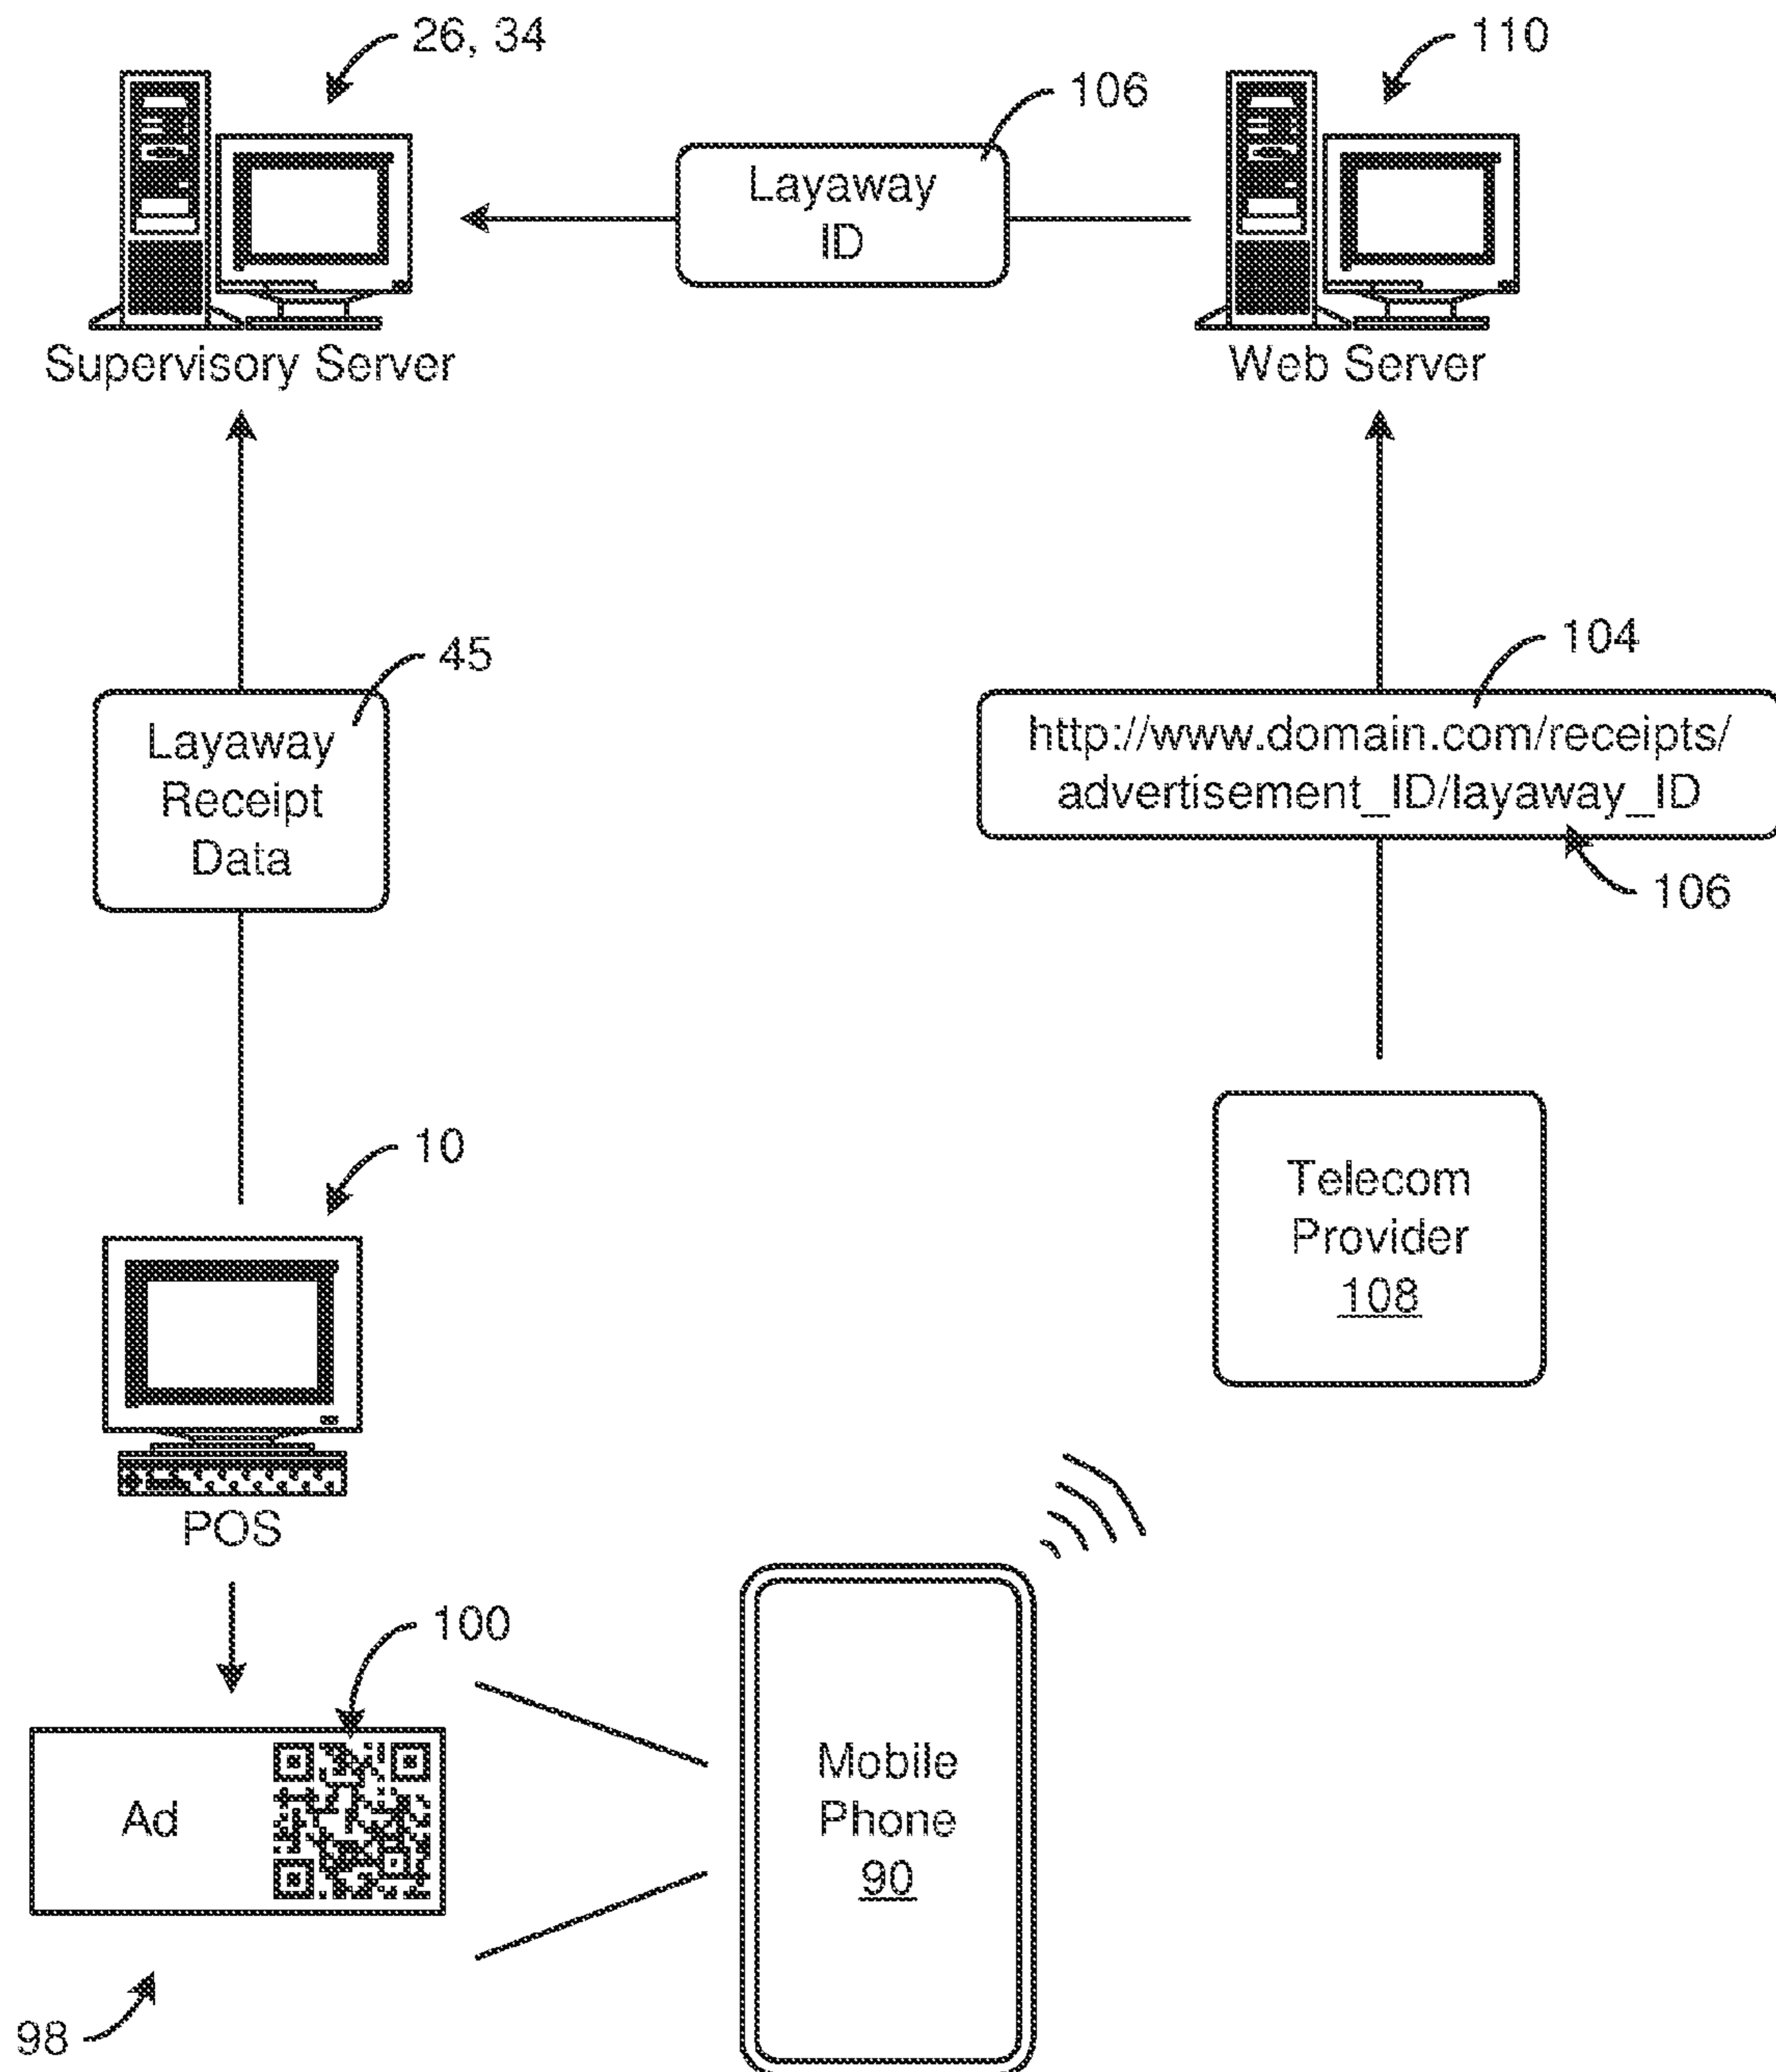 26, 34
110
106
Layaway
ID
Supervisory Server
Web Server
45
104
Layaway
Receipt
Data
http://www.domain.com/receipts/
advertisement_ID/layaway_ID
106
10
Telecom
Provider
108
POS
100
Ad
Mobile
Phone
90
98